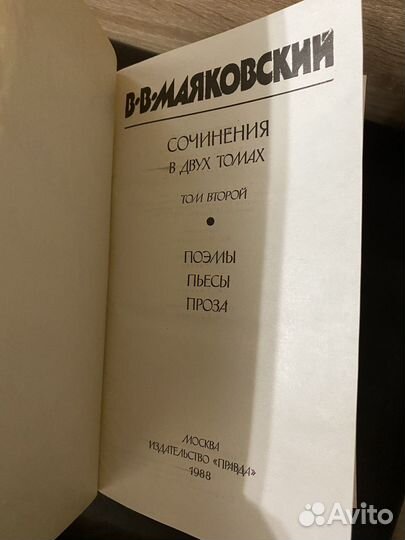 В·В·МАЯКОВСКИЙ
СОЧИНЕНИЯ
В ДВУХ ТОМАХ
ТОМ ВТОРОЙ
ПОЭМЫ
ПЬЕСЫ
ПРОЗА
МОСКВА
ИЗДАТЕЛЬСТВО «ПРАВДА»
1988
Avito